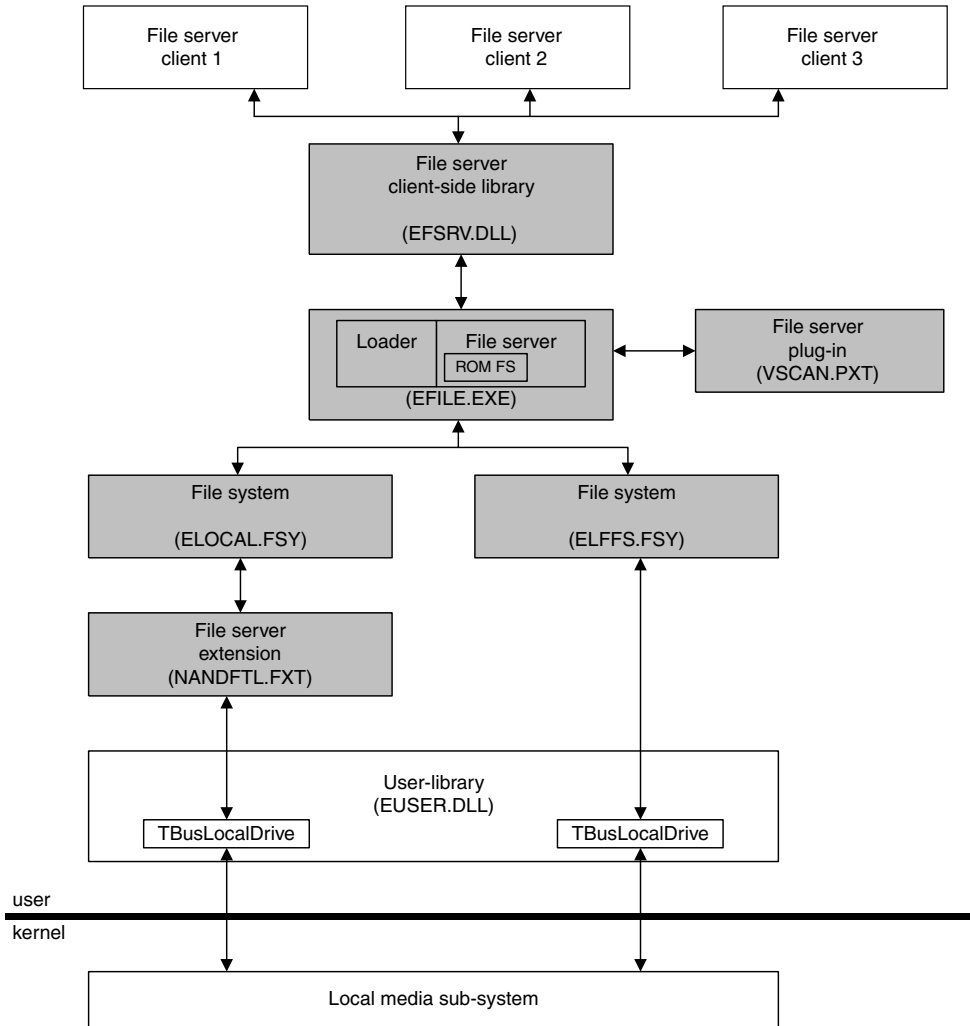 File server
client 1
File server
client 2
File server
client 3
File server
client-side library
(EFSRV.DLL)
Loader
File server
ROM FS
(EFILE.EXE)
File server
plug-in
(VSCAN.PXT)
File system
(ELOCAL.FSY)
File system
(ELFFS.FSY)
File server
extension
(NANDFTL.FXT)
User-library
(EUSER.DLL)
TBusLocalDrive
TBusLocalDrive
user
kernel
Local media sub-system